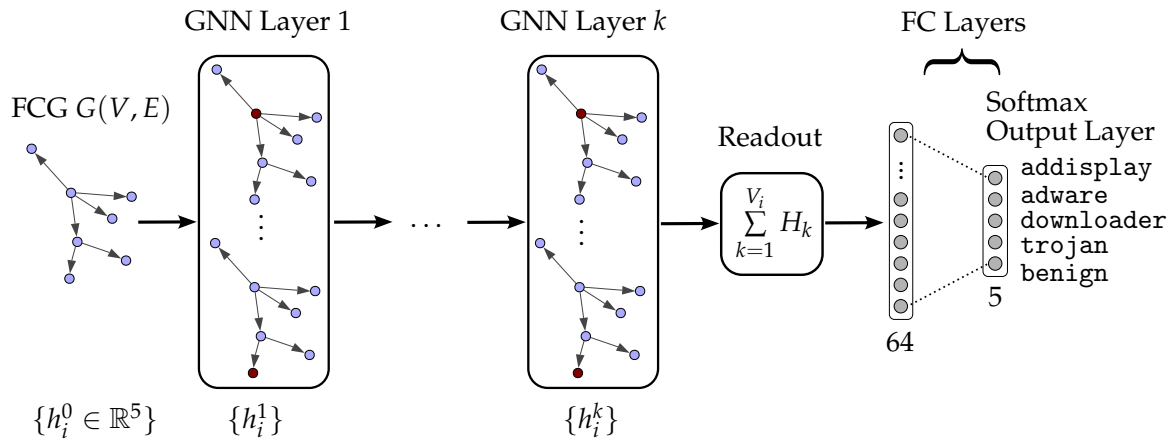 GNN Layer 1
GNN Layer k
FC Layers
FCG G(V, E)
Softmax
Output Layer
Readout
addisplay
adware
downloader
trojan
benign
⋮
⋮
⋮
. . .
V_i
∑ H_k
k=1
5
64
⋮
⋮
{h_i^0 ∈ ℝ^5}
{h_i^1}
{h_i^k}